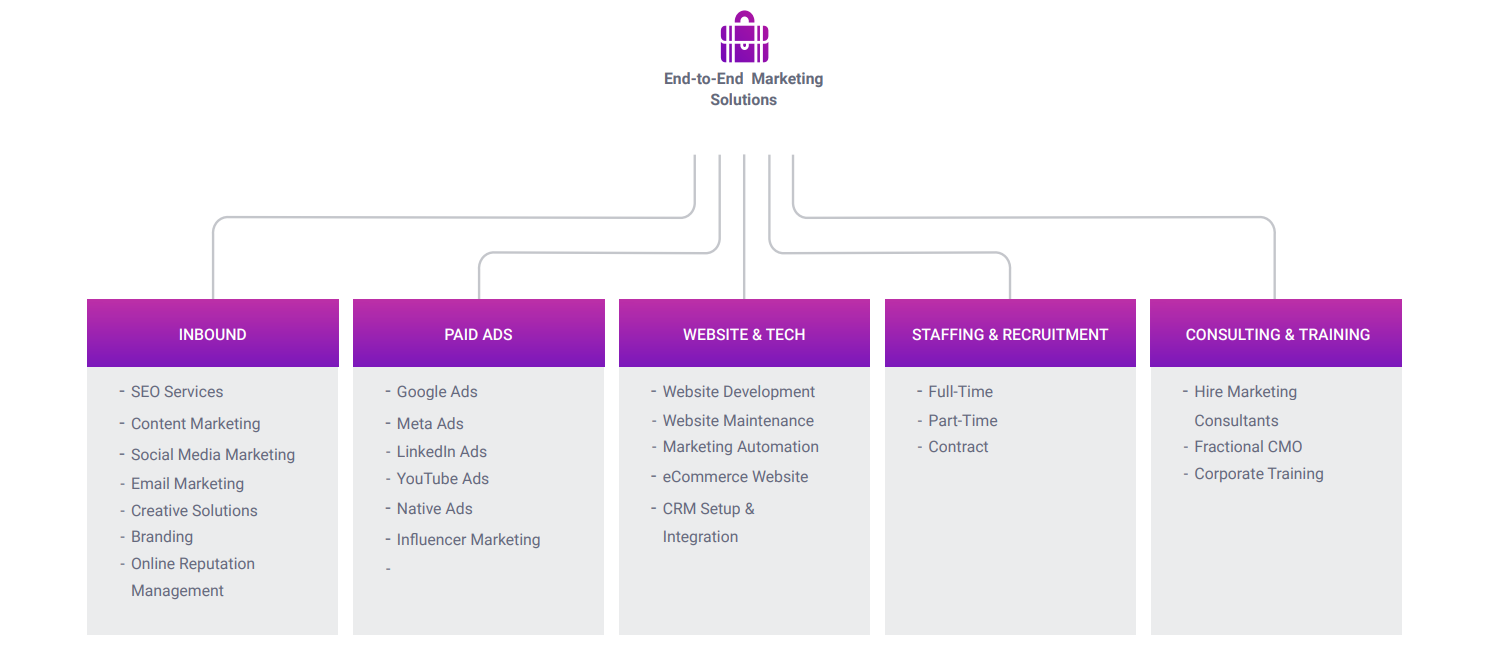 End-to-End Marketing
Solutions
INBOUND
- SEO Services
- Content Marketing
- Social Media Marketing
- Email Marketing
- Creative Solutions
- Branding
- Online Reputation
Management
PAID ADS
- Google Ads
- Meta Ads
- LinkedIn Ads
- YouTube Ads
- Native Ads
- Influencer Marketing
-
WEBSITE & TECH
- Website Development
- Website Maintenance
- Marketing Automation
- eCommerce Website
- CRM Setup &
Integration
STAFFING & RECRUITMENT
- Full-Time
- Part-Time
- Contract
CONSULTING & TRAINING
- Hire Marketing
Consultants
- Fractional CMO
- Corporate Training